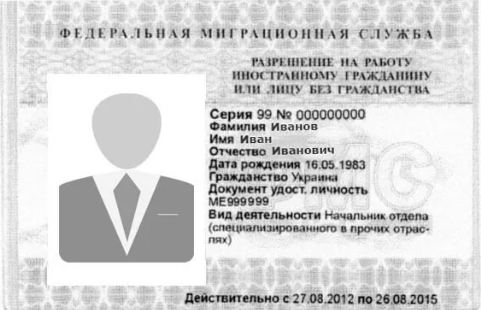 ФЕДЕРАЛЬНАЯ МИГРАЦИОННАЯ СЛУЖБА
РАЗРЕШЕНИЕ НА РАБОТУ
ИНОСТРАННОМУ ГРАЖДАНИНУ
ИЛИ ЛИЦУ БЕЗ ГРАЖДАНСТВА
Серия 99 № 000000000
Фамилия Иванов
Имя Иван
Отчество Иванович
Дата рождения 16.05.1983
Гражданство Украина
Документ удост. личность
МЕ999999
Вид деятельности Начальник отдела
(специализированного в прочих отрас-
лях)
ФМС
Действительно с 27.08.2012 по 26.08.2015